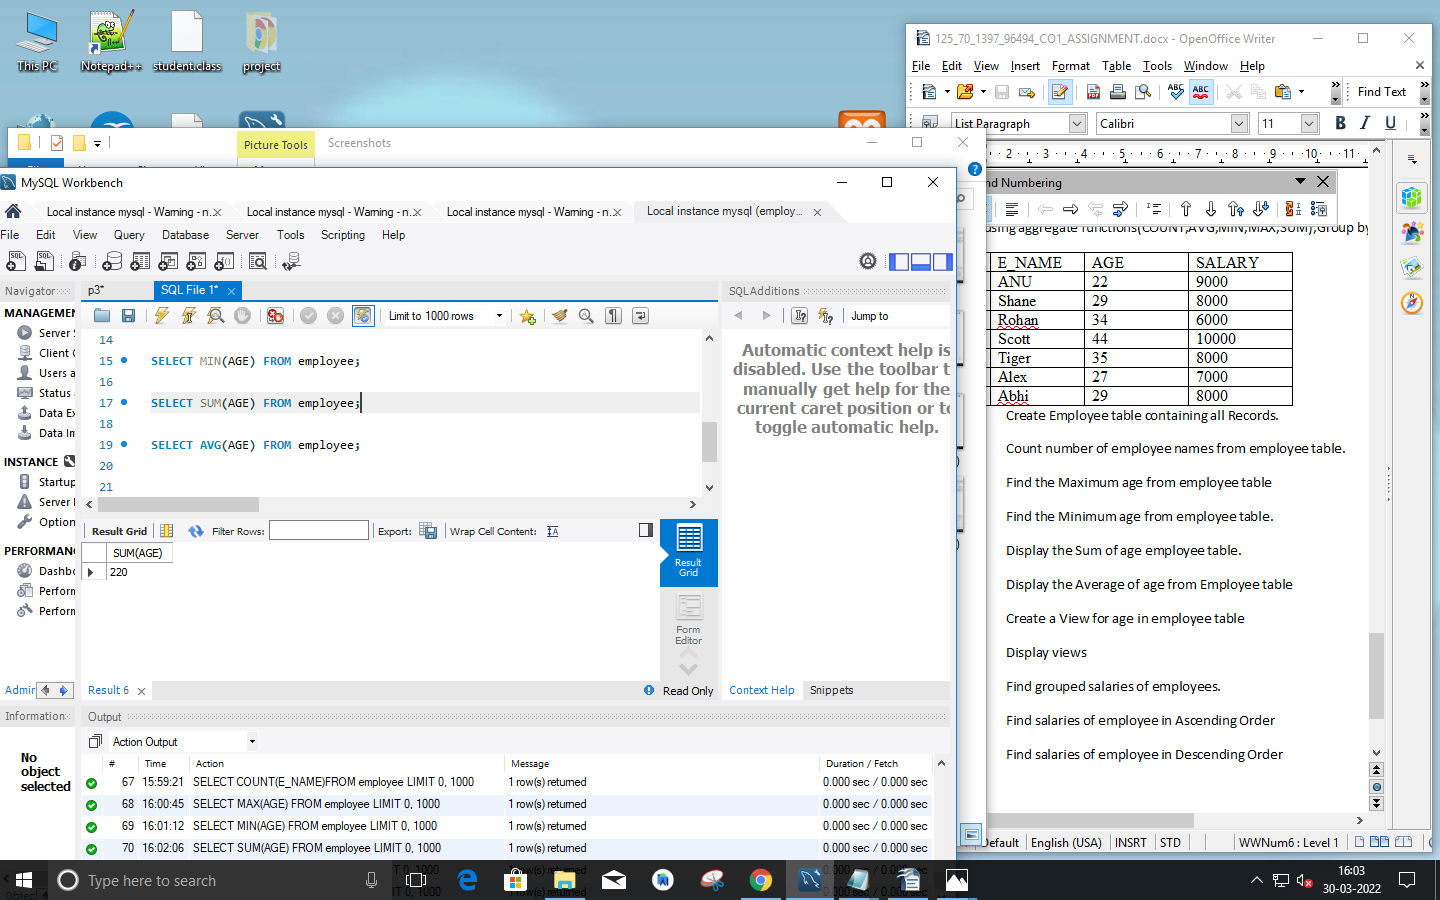 This PC
Notepad++
student.class
project
125_70_1397_96494_CO1_ASSIGNMENT.docx - OpenOffice Writer
File Edit View Insert Format Table Tools Window Help
Find Text
List Paragraph Calibri 11 B I U
2 3 4 5 6 7 8 9 10 11
nd Numbering
using aggregate functions(COUNT,AVG,MIN,MAX,SUM),Group by
E_NAME AGE SALARY
ANU 22 9000
Shane 29 8000
Rohan 34 6000
Scott 44 10000
Tiger 35 8000
Alex 27 7000
Abhi 29 8000
Create Employee table containing all Records.
Count number of employee names from employee table.
Find the Maximum age from employee table
Find the Minimum age from employee table.
Display the Sum of age employee table.
Display the Average of age from Employee table
Create a View for age in employee table
Display views
Find grouped salaries of employees.
Find salaries of employee in Ascending Order
Find salaries of employee in Descending Order
Default English (USA) INSRT STD WWNum6 : Level 1
Picture Tools Screenshots
MySQL Workbench
Local instance mysql - Warning - n...
Local instance mysql - Warning - n...
Local instance mysql - Warning - n...
Local instance mysql (employ...
File Edit View Query Database Server Tools Scripting Help
Navigator
MANAGEMEN
Server S
Client C
Users a
Status a
Data Ex
Data Im
INSTANCE
Startup
Server L
Option
PERFORMANC
Dashbo
Perform
Perform
Admir
Information
No
object
selected
p3* SQL File 1*
Limit to 1000 rows
14
15 SELECT MIN(AGE) FROM employee;
16
17 SELECT SUM(AGE) FROM employee;
18
19 SELECT AVG(AGE) FROM employee;
20
21
SQLAdditions
Jump to
Automatic context help is
disabled. Use the toolbar t
manually get help for the
current caret position or to
toggle automatic help.
Result Grid Filter Rows: Export: Wrap Cell Content:
SUM(AGE)
220
Result
Grid
Form
Editor
Result 6 Read Only
Context Help Snippets
Output
Action Output
# Time Action Message Duration / Fetch
67 15:59:21 SELECT COUNT(E_NAME)FROM employee LIMIT 0, 1000 1 row(s) returned 0.000 sec / 0.000 sec
68 16:00:45 SELECT MAX(AGE) FROM employee LIMIT 0, 1000 1 row(s) returned 0.000 sec / 0.000 sec
69 16:01:12 SELECT MIN(AGE) FROM employee LIMIT 0, 1000 1 row(s) returned 0.000 sec / 0.000 sec
70 16:02:06 SELECT SUM(AGE) FROM employee LIMIT 0, 1000 1 row(s) returned 0.000 sec / 0.000 sec
Type here to search
16:03
30-03-2022